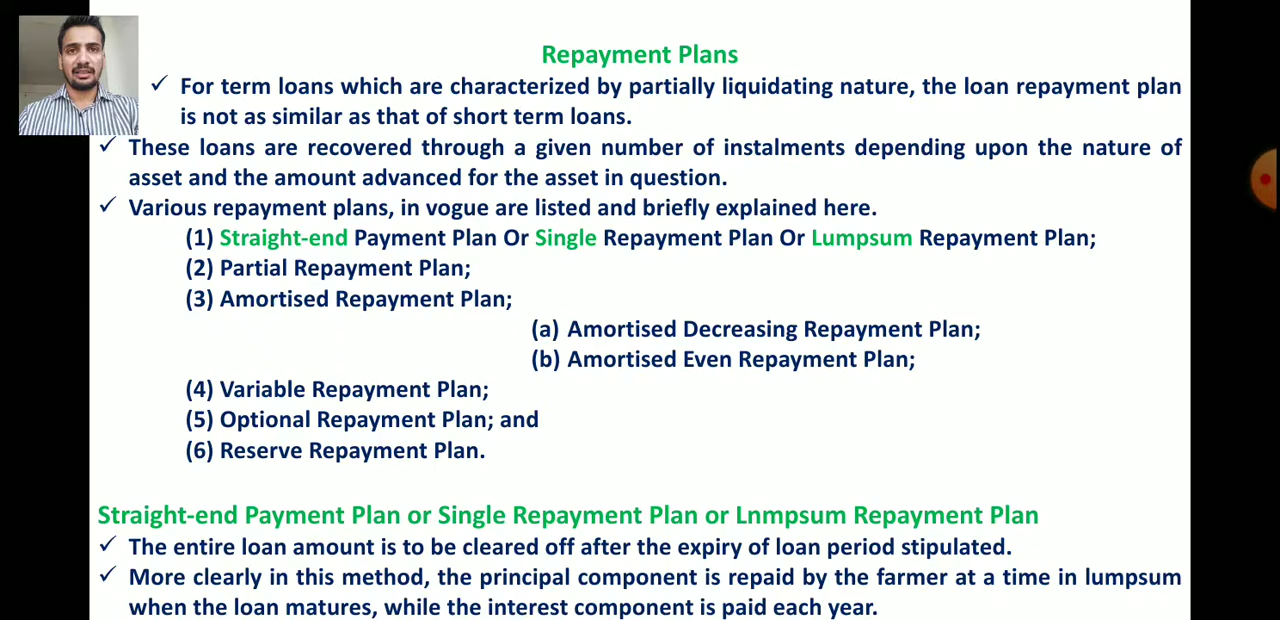 Repayment Plans
✓ For term loans which are characterized by partially liquidating nature, the loan repayment plan
is not as similar as that of short term loans.
✓ These loans are recovered through a given number of instalments depending upon the nature of
asset and the amount advanced for the asset in question.
✓ Various repayment plans, in vogue are listed and briefly explained here.
(1) Straight-end Payment Plan Or Single Repayment Plan Or Lumpsum Repayment Plan;
(2) Partial Repayment Plan;
(3) Amortised Repayment Plan;
(a) Amortised Decreasing Repayment Plan;
(b) Amortised Even Repayment Plan;
(4) Variable Repayment Plan;
(5) Optional Repayment Plan; and
(6) Reserve Repayment Plan.
Straight-end Payment Plan or Single Repayment Plan or Lnmpsum Repayment Plan
✓ The entire loan amount is to be cleared off after the expiry of loan period stipulated.
✓ More clearly in this method, the principal component is repaid by the farmer at a time in lumpsum
when the loan matures, while the interest component is paid each year.